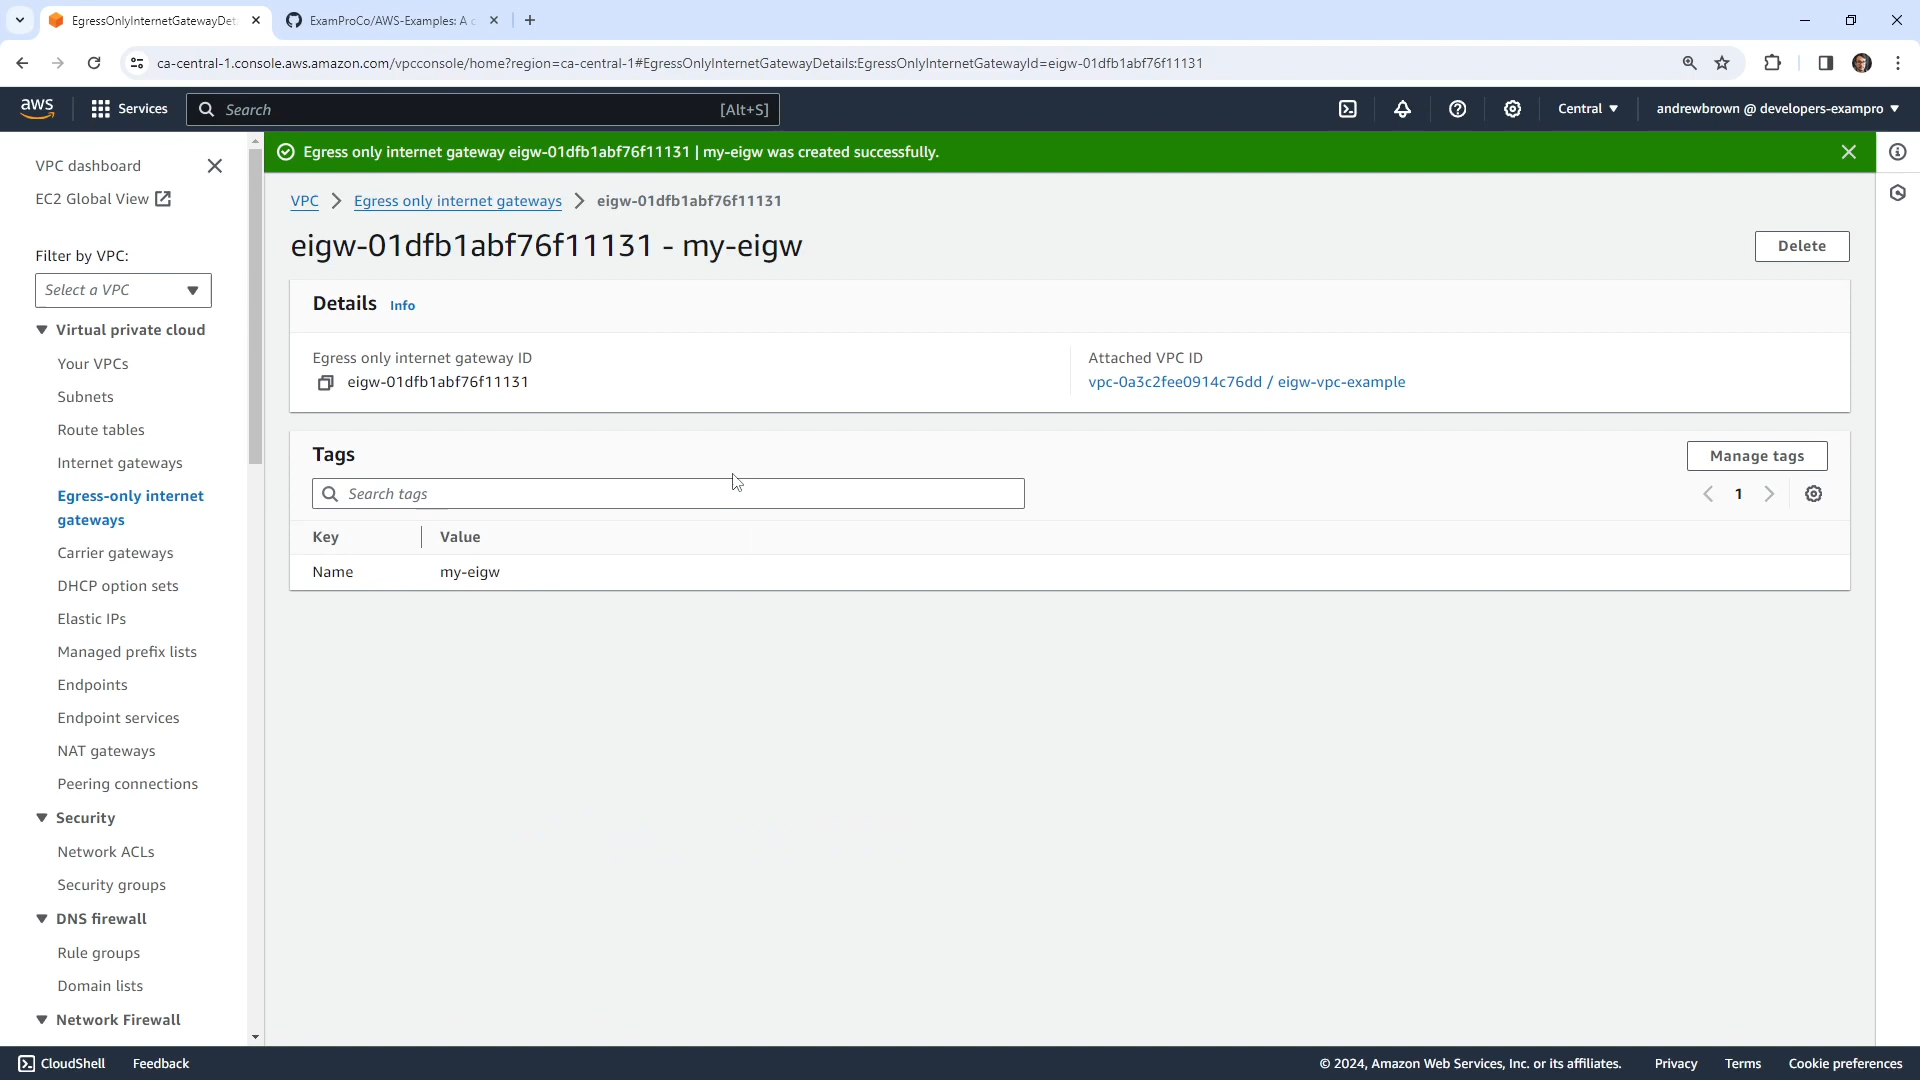 EgressOnlyInternetGatewayDet
ExamProCo/AWS-Examples: A c
ca-central-1.console.aws.amazon.com/vpcconsole/home?region=ca-central-1#EgressOnlyInternetGatewayDetails:EgressOnlyInternetGatewayId=eigw-01dfb1abf76f11131
aws
Services
Search
[Alt+S]
Central
andrewbrown @ developers-exampro
VPC dashboard
EC2 Global View
Filter by VPC:
Select a VPC
Virtual private cloud
Your VPCs
Subnets
Route tables
Internet gateways
Egress-only internet
gateways
Carrier gateways
DHCP option sets
Elastic IPs
Managed prefix lists
Endpoints
Endpoint services
NAT gateways
Peering connections
Security
Network ACLs
Security groups
DNS firewall
Rule groups
Domain lists
Network Firewall
Egress only internet gateway eigw-01dfb1abf76f11131 | my-eigw was created successfully.
VPC > Egress only internet gateways > eigw-01dfb1abf76f11131
eigw-01dfb1abf76f11131 - my-eigw
Delete
Details Info
Egress only internet gateway ID
eigw-01dfb1abf76f11131
Attached VPC ID
vpc-0a3c2fee0914c76dd / eigw-vpc-example
Tags
Manage tags
Search tags
1
Key Value
Name my-eigw
CloudShell
Feedback
© 2024, Amazon Web Services, Inc. or its affiliates.
Privacy
Terms
Cookie preferences